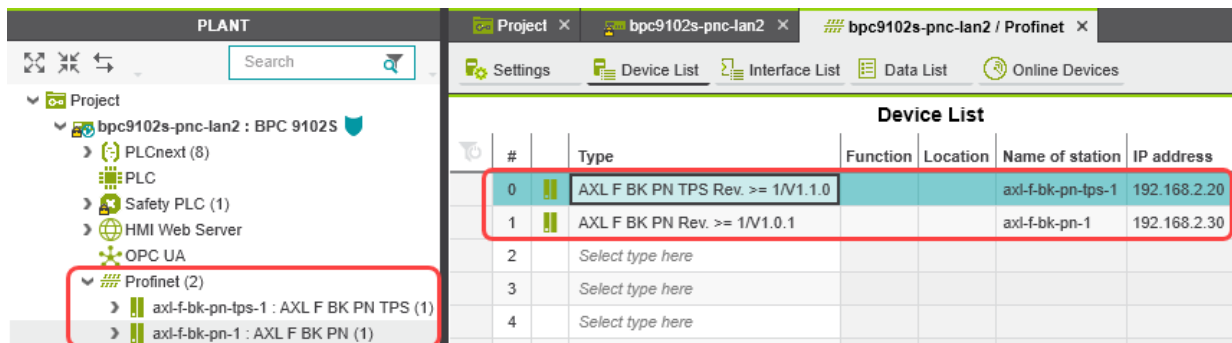 PLANT
Search
Project
bpc9102s-pnc-lan2 : BPC 9102S
PLCnext (8)
PLC
Safety PLC (1)
HMI Web Server
OPC UA
Profinet (2)
axl-f-bk-pn-tps-1 : AXL F BK PN TPS (1)
axl-f-bk-pn-1 : AXL F BK PN (1)
Project × bpc9102s-pnc-lan2 × bpc9102s-pnc-lan2 / Profinet ×
Settings Device List Interface List Data List Online Devices
Device List
# Type Function Location Name of station IP address
0 AXL F BK PN TPS Rev. >= 1/V1.1.0 axl-f-bk-pn-tps-1 192.168.2.20
1 AXL F BK PN Rev. >= 1/V1.0.1 axl-f-bk-pn-1 192.168.2.30
2 Select type here
3 Select type here
4 Select type here